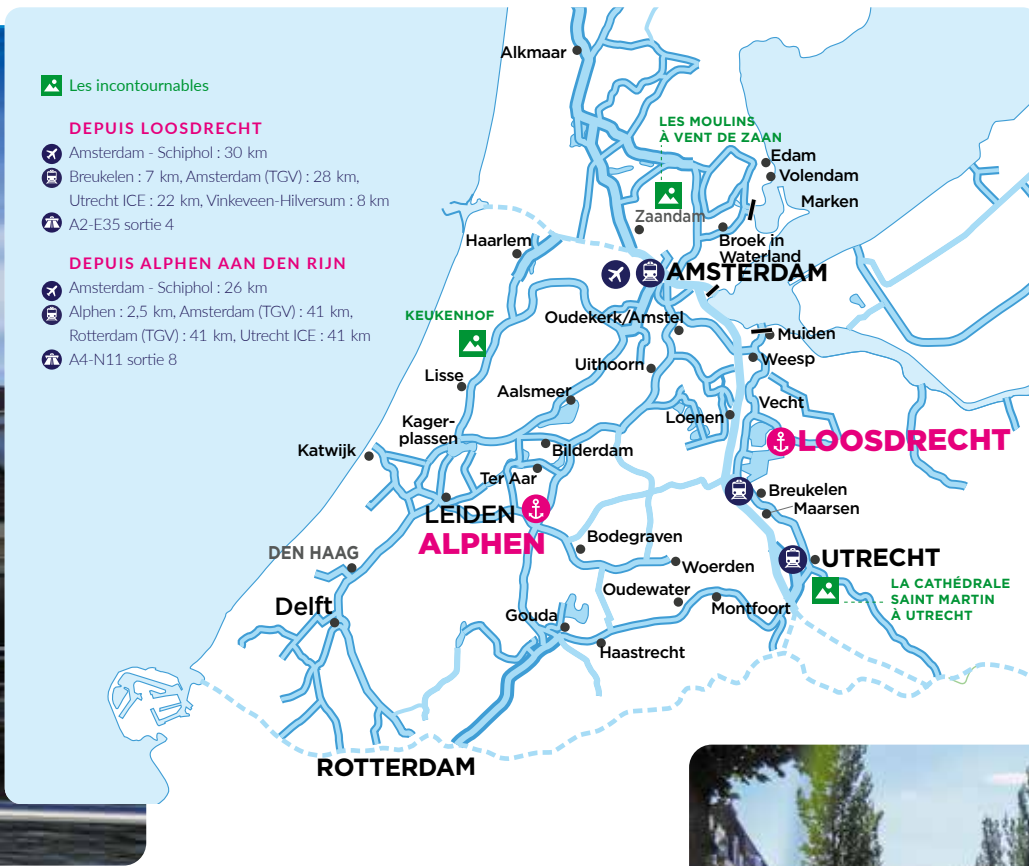 Les incontournables
DEPUIS LOOSDRECHT
Amsterdam - Schiphol : 30 km
Breukelen : 7 km, Amsterdam (TGV) : 28 km,
Utrecht ICE : 22 km, Vinkeveen-Hilversum : 8 km
A2-E35 sortie 4
DEPUIS ALPHEN AAN DEN RIJN
Amsterdam - Schiphol : 26 km
Alphen : 2,5 km, Amsterdam (TGV) : 41 km,
Rotterdam (TGV) : 41 km, Utrecht ICE : 41 km
A4-N11 sortie 8
Alkmaar
LES MOULINS
À VENT DE ZAAN
Edam
Volendam
Marken
Zaandam
Broek in
Waterland
Haarlem
AMSTERDAM
KEUKENHOF
Oudekerk/Amstel
Muiden
Weesp
Uithoorn
Lisse
Aalsmeer
Vecht
Loenen
Kager-
plassen
LOOSDRECHT
Katwijk
Bilderdam
Ter Aar
Breukelen
Maarsen
LEIDEN
ALPHEN
Bodegraven
DEN HAAG
UTRECHT
Woerden
LA CATHÉDRALE
SAINT MARTIN
À UTRECHT
Oudewater
Montfoort
Delft
Gouda
Haastrecht
ROTTERDAM